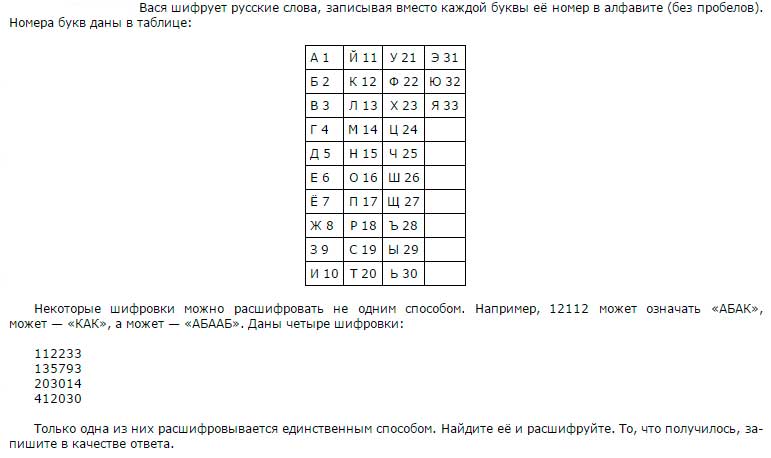 Вася шифрует русские слова, записывая вместо каждой буквы её номер в алфавите (без пробелов).
Номера букв даны в таблице:
А 1 Й 11 У 21 Э 31
Б 2 К 12 Ф 22 Ю 32
В 3 Л 13 Х 23 Я 33
Г 4 М 14 Ц 24
Д 5 Н 15 Ч 25
Е 6 О 16 Ш 26
Ё 7 П 17 Щ 27
Ж 8 Р 18 Ъ 28
З 9 С 19 Ы 29
И 10 Т 20 Ь 30
Некоторые шифровки можно расшифровать не одним способом. Например, 12112 может означать «АБАК»,
может — «КАК», а может — «АБААБ». Даны четыре шифровки:
112233
135793
203014
412030
Только одна из них расшифровывается единственным способом. Найдите её и расшифруйте. То, что получилось, за-
пишите в качестве ответа.